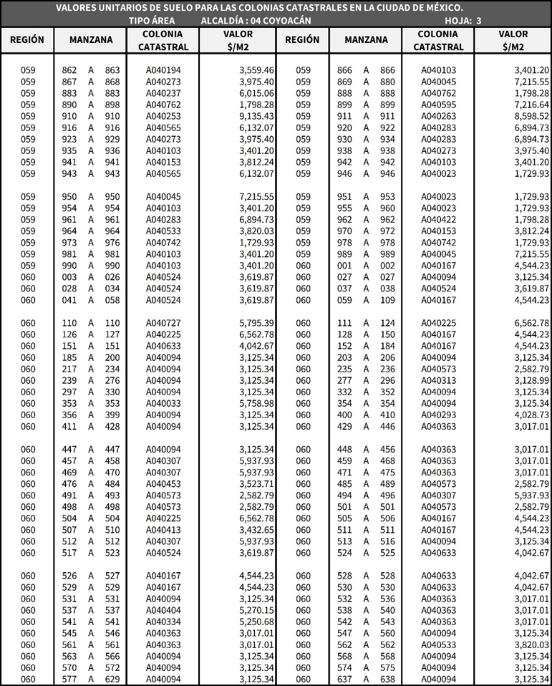 VALORES UNITARIOS DE SUELO PARA LAS COLONIAS CATASTRALES EN LA CIUDAD DE MÉXICO.
TIPO ÁREA ALCALDÍA : 04 COYOACÁN HOJA: 3
REGIÓN MANZANA COLONIA CATASTRAL VALOR $/M2 REGIÓN MANZANA COLONIA CATASTRAL VALOR $/M2
059 862 A 863 A040194 3,559.46 059 866 A 866 A040103 3,401.20
059 867 A 868 A040273 3,975.40 059 869 A 880 A040045 7,215.55
059 883 A 883 A040237 6,015.06 059 888 A 888 A040762 1,798.28
059 890 A 898 A040762 1,798.28 059 899 A 899 A040595 7,216.64
059 910 A 910 A040253 9,135.43 059 911 A 911 A040263 8,598.52
059 916 A 916 A040565 6,132.07 059 920 A 922 A040283 6,894.73
059 923 A 929 A040273 3,975.40 059 930 A 934 A040283 6,894.73
059 935 A 936 A040103 3,401.20 059 938 A 938 A040273 3,975.40
059 941 A 941 A040153 3,812.24 059 942 A 942 A040103 3,401.20
059 943 A 943 A040565 6,132.07 059 946 A 946 A040023 1,729.93
059 950 A 950 A040045 7,215.55 059 951 A 953 A040023 1,729.93
059 954 A 954 A040103 3,401.20 059 955 A 960 A040023 1,729.93
059 961 A 961 A040283 6,894.73 059 962 A 962 A040422 1,798.28
059 964 A 964 A040533 3,820.03 059 970 A 972 A040153 3,812.24
059 973 A 976 A040742 1,729.93 059 978 A 978 A040742 1,729.93
059 981 A 981 A040103 3,401.20 059 989 A 989 A040045 7,215.55
059 990 A 990 A040103 3,401.20 060 001 A 002 A040167 4,544.23
060 003 A 026 A040524 3,619.87 060 027 A 027 A040094 3,125.34
060 028 A 034 A040524 3,619.87 060 037 A 038 A040524 3,619.87
060 041 A 058 A040524 3,619.87 060 059 A 109 A040167 4,544.23
060 110 A 110 A040727 5,795.39 060 111 A 124 A040225 6,562.78
060 126 A 127 A040225 6,562.78 060 128 A 150 A040167 4,544.23
060 151 A 151 A040633 4,042.67 060 152 A 184 A040167 4,544.23
060 185 A 200 A040094 3,125.34 060 203 A 206 A040094 3,125.34
060 217 A 234 A040094 3,125.34 060 235 A 236 A040573 2,582.79
060 239 A 276 A040094 3,125.34 060 277 A 296 A040313 3,128.99
060 297 A 330 A040094 3,125.34 060 332 A 352 A040094 3,125.34
060 353 A 353 A040033 5,758.98 060 354 A 354 A040094 3,125.34
060 356 A 399 A040094 3,125.34 060 400 A 410 A040293 4,028.73
060 411 A 428 A040094 3,125.34 060 429 A 446 A040363 3,017.01
060 447 A 447 A040094 3,125.34 060 448 A 456 A040363 3,017.01
060 457 A 458 A040307 5,937.93 060 459 A 468 A040363 3,017.01
060 469 A 470 A040307 5,937.93 060 471 A 475 A040363 3,017.01
060 476 A 484 A040453 3,523.71 060 485 A 489 A040573 2,582.79
060 491 A 493 A040573 2,582.79 060 494 A 496 A040307 5,937.93
060 498 A 498 A040573 2,582.79 060 501 A 501 A040573 2,582.79
060 504 A 504 A040225 6,562.78 060 505 A 506 A040167 4,544.23
060 507 A 510 A040413 3,432.65 060 511 A 511 A040167 4,544.23
060 512 A 512 A040307 5,937.93 060 513 A 516 A040094 3,125.34
060 517 A 523 A040524 3,619.87 060 524 A 525 A040633 4,042.67
060 526 A 527 A040167 4,544.23 060 528 A 528 A040633 4,042.67
060 529 A 529 A040167 4,544.23 060 530 A 530 A040633 4,042.67
060 531 A 531 A040094 3,125.34 060 532 A 536 A040363 3,017.01
060 537 A 537 A040404 5,270.15 060 538 A 540 A040363 3,017.01
060 541 A 541 A040334 5,250.68 060 542 A 543 A040363 3,017.01
060 545 A 546 A040363 3,017.01 060 547 A 560 A040094 3,125.34
060 561 A 561 A040363 3,017.01 060 562 A 562 A040533 3,820.03
060 563 A 566 A040094 3,125.34 060 568 A 568 A040094 3,125.34
060 570 A 572 A040094 3,125.34 060 574 A 575 A040094 3,125.34
060 577 A 629 A040094 3,125.34 060 637 A 638 A040094 3,125.34